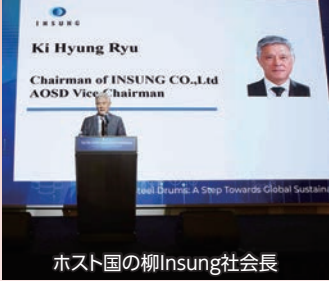 INSUNG
Ki Hyung Ryu
Chairman of INSUNG CO.,Ltd
AOSD Vice Chairman
teel Drums: A Step Towards Global Sustaina
ホスト国の柳Insung社会長